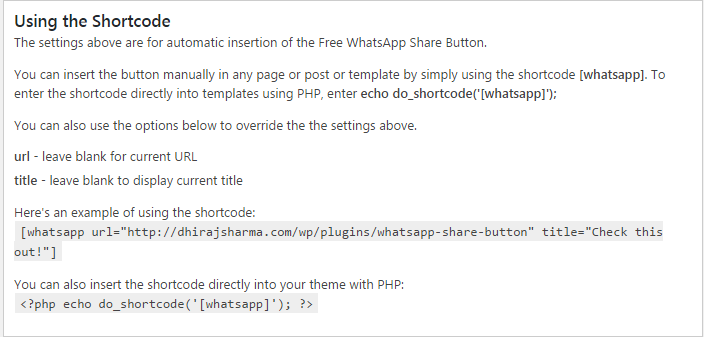 Using the Shortcode
The settings above are for automatic insertion of the Free WhatsApp Share Button.
You can insert the button manually in any page or post or template by simply using the shortcode [whatsapp]. To
enter the shortcode directly into templates using PHP, enter echo do_shortcode('[whatsapp]');
You can also use the options below to override the the settings above.
url - leave blank for current URL
title - leave blank to display current title
Here's an example of using the shortcode:
[whatsapp url="http://dhirajsharma.com/wp/plugins/whatsapp-share-button" title="Check this
out!"]
You can also insert the shortcode directly into your theme with PHP:
<?php echo do_shortcode('[whatsapp]'); ?>